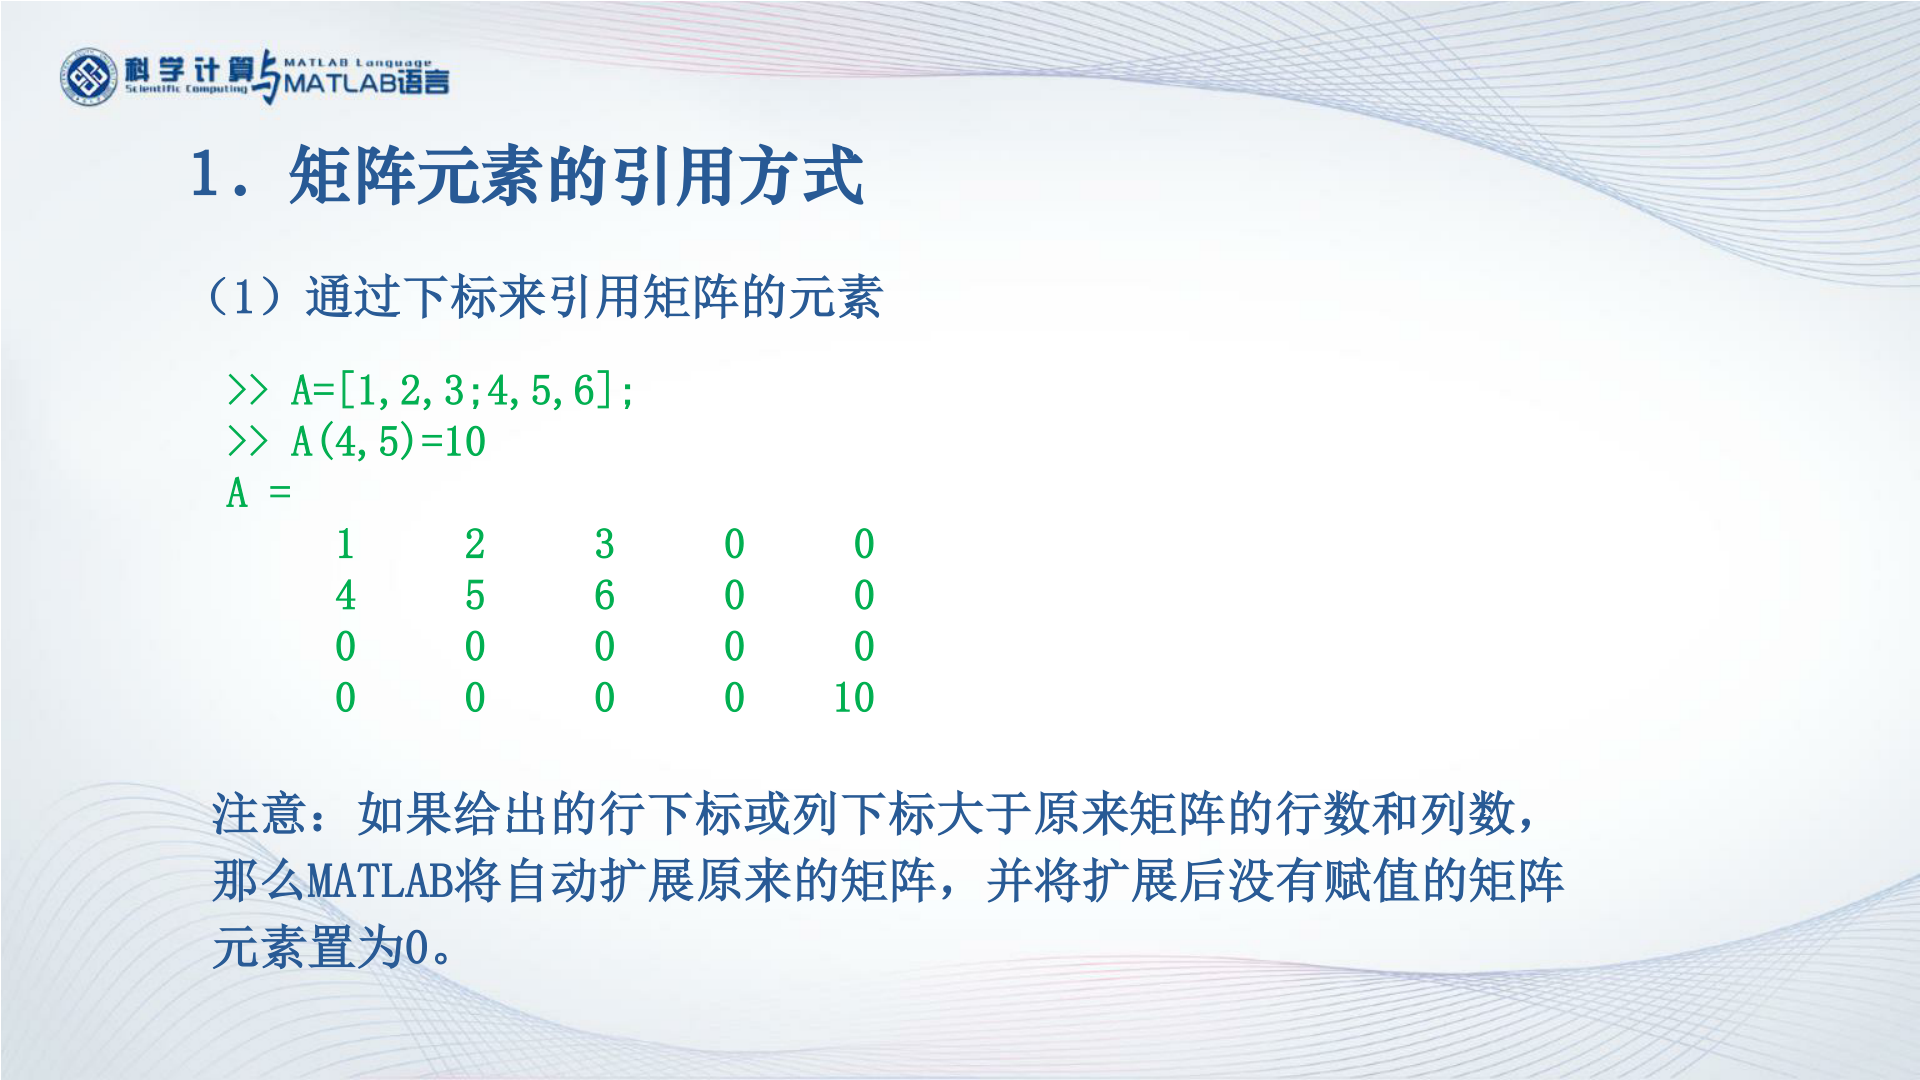 科学计算与MATLAB语言
Scientific Computing MATLAB Language
1. 矩阵元素的引用方式
（1）通过下标来引用矩阵的元素
>> A=[1,2,3;4,5,6];
>> A(4,5)=10
A =
1 2 3 0 0
4 5 6 0 0
0 0 0 0 0
0 0 0 0 10
注意：如果给出的行下标或列下标大于原来矩阵的行数和列数，
那么MATLAB将自动扩展原来的矩阵，并将扩展后没有赋值的矩阵
元素置为0。